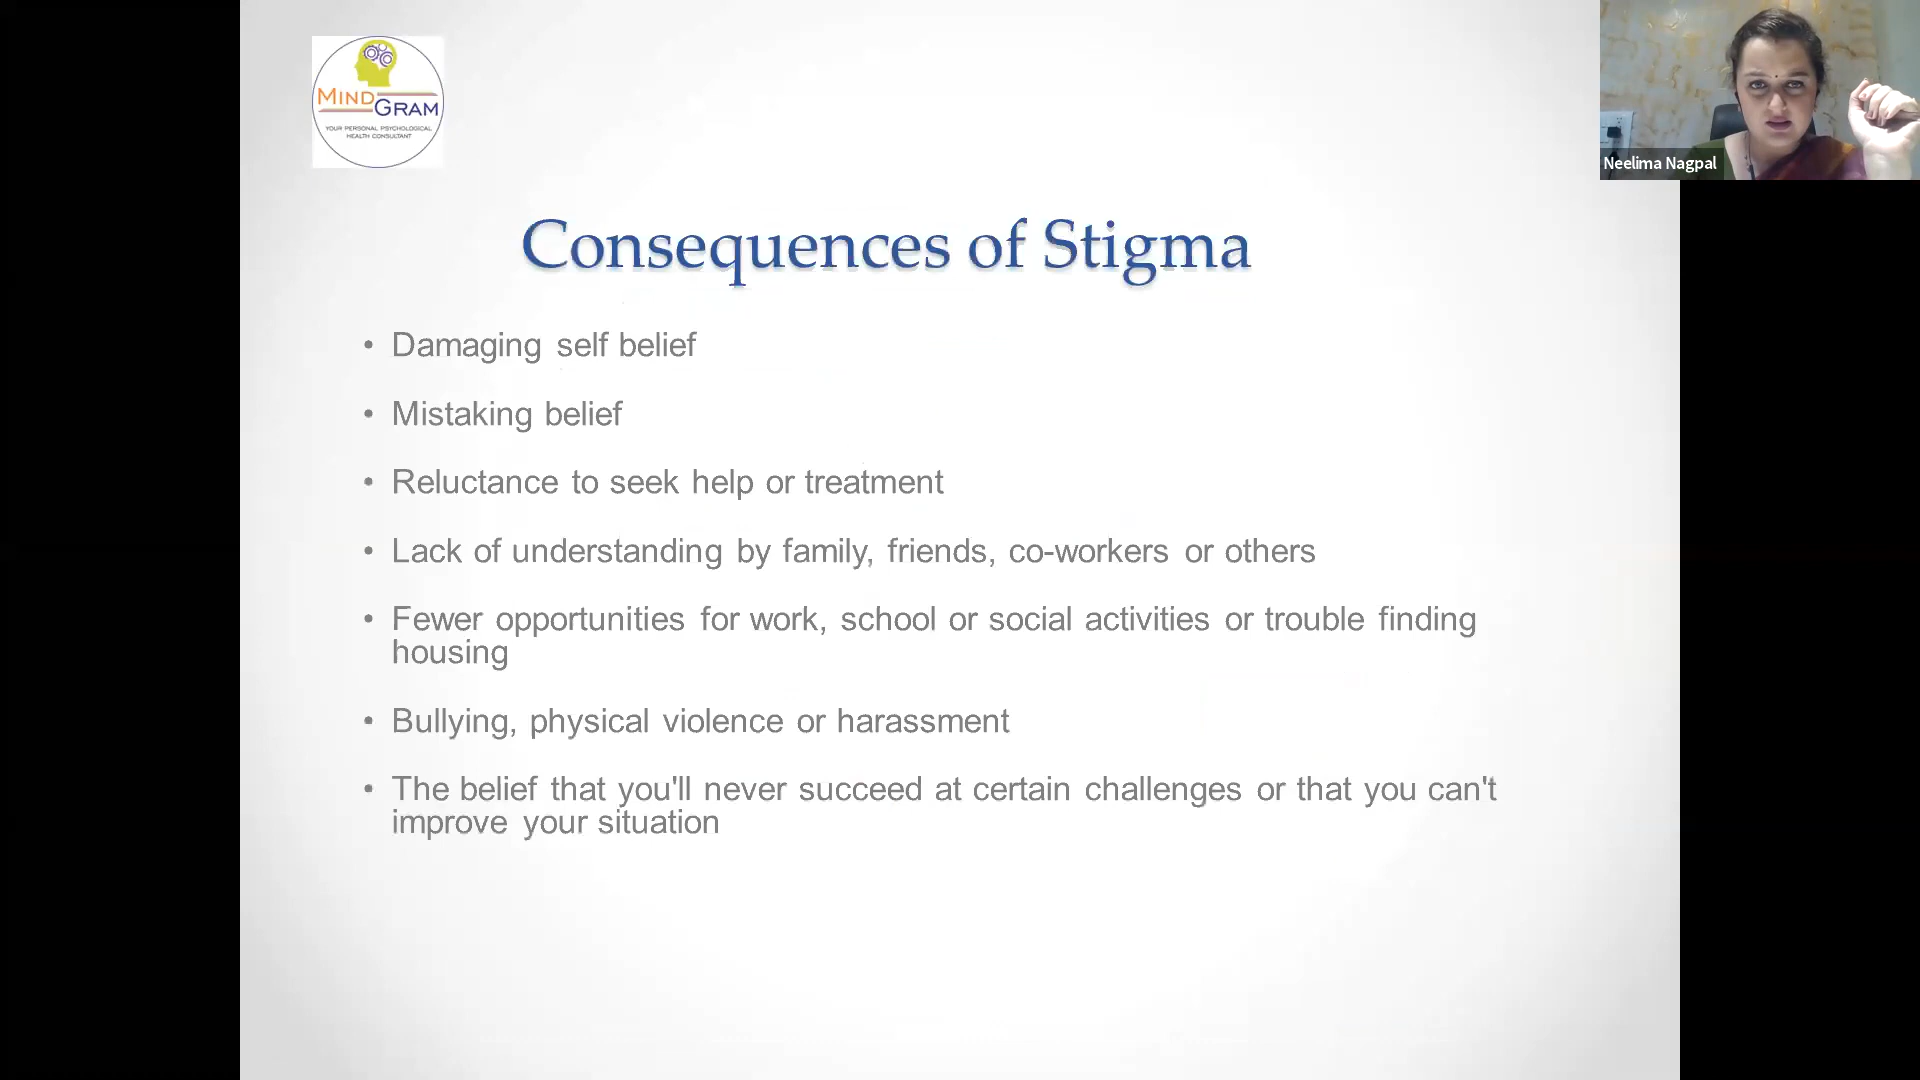 MIND
GRAM
YOUR PERSONAL PSYCHOLOGICAL
HEALTH CONSULTANT
Neelima Nagpal
Consequences of Stigma
• Damaging self belief
• Mistaking belief
• Reluctance to seek help or treatment
• Lack of understanding by family, friends, co-workers or others
• Fewer opportunities for work, school or social activities or trouble finding
housing
• Bullying, physical violence or harassment
• The belief that you'll never succeed at certain challenges or that you can't
improve your situation